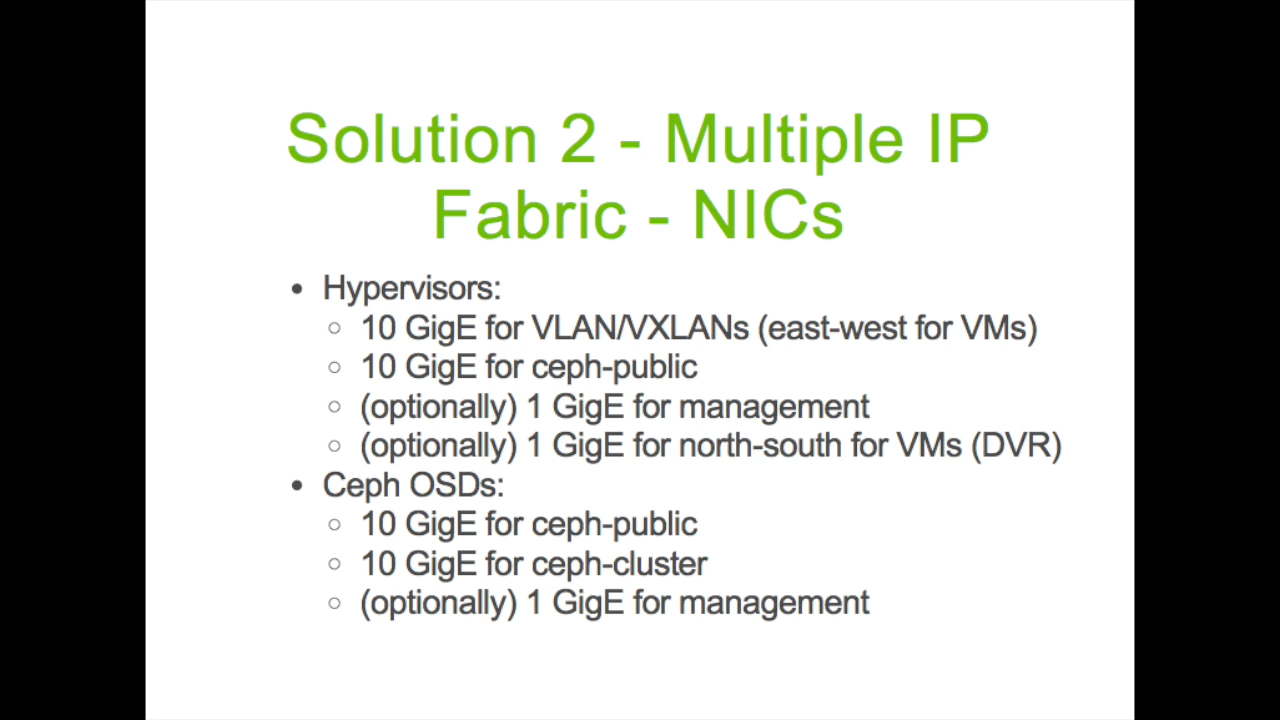 Solution 2 - Multiple IP
Fabric - NICs
• Hypervisors:
○ 10 GigE for VLAN/VXLANs (east-west for VMs)
○ 10 GigE for ceph-public
○ (optionally) 1 GigE for management
○ (optionally) 1 GigE for north-south for VMs (DVR)
• Ceph OSDs:
○ 10 GigE for ceph-public
○ 10 GigE for ceph-cluster
○ (optionally) 1 GigE for management